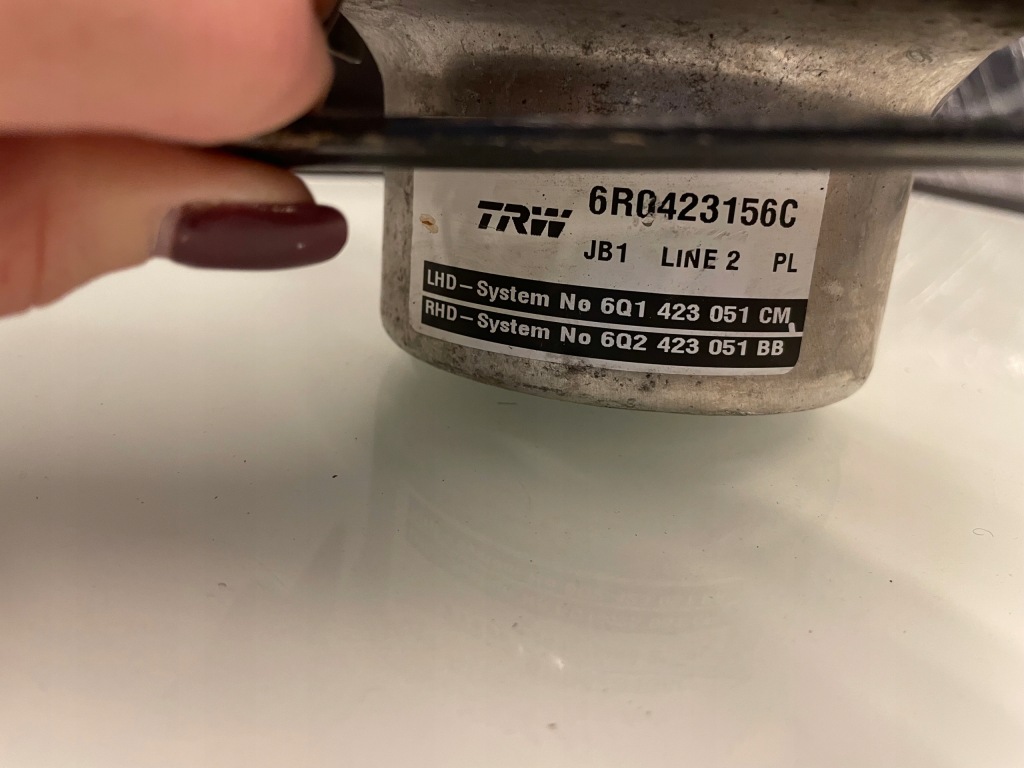 TRW 6R0423156C
JB1 LINE 2 PL
LHD-System No 6Q1 423 051 CM
RHD-System No 6Q2 423 051 BB